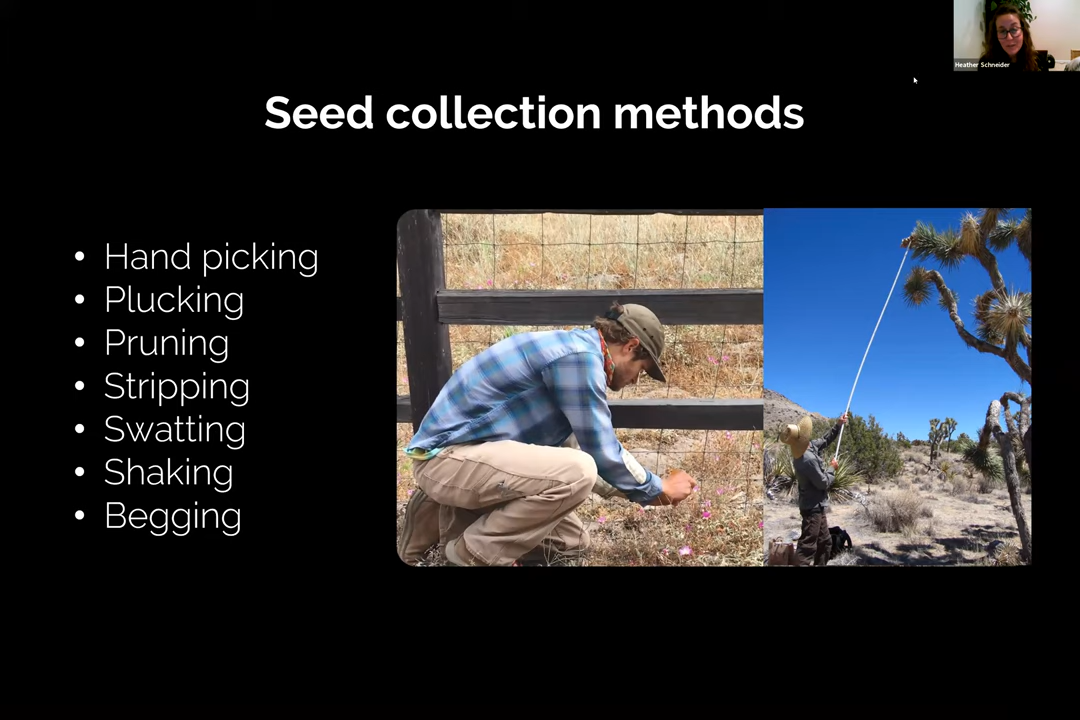 Heather Schneider
Seed collection methods
• Hand picking
• Plucking
• Pruning
• Stripping
• Swatting
• Shaking
• Begging